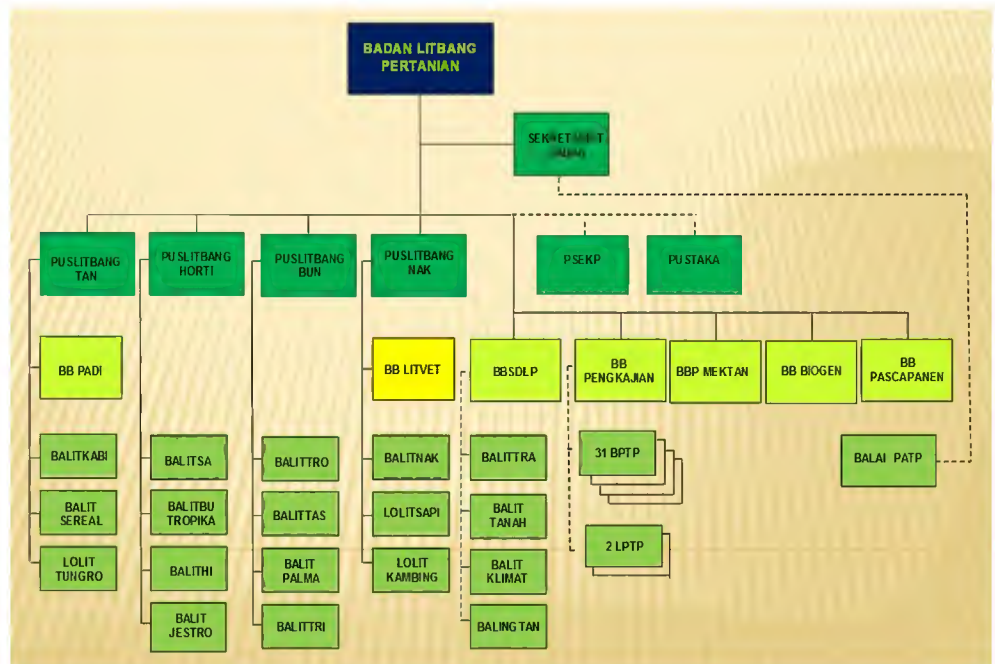 BADAN LITBANG
PERTANIAN
PUSLITBANG
TAN
PUSLITBANG
HORTI
PUSLITBANG
BUN
PUSLITBANG
NAK
PSEKP
PUSTAKA
BB PADI
BB LITVET
BBSDLP
BB
PENGKAJIAN
BBP MEKTAN
BB BIOGEN
BB
PASCAPANEN
BALITKABI
BALITSA
BALITTRO
BALITNAK
BALITTRA
31 BPTP
BALAI PATP
BALIT
SEREAL
BALITBU
TROPIKA
BALITTAS
LOLITSAPI
BALIT
TANAH
2 LPTP
LOLIT
TUNGRO
BALITHI
BALIT
PALMA
LOLIT
KAMBING
BALIT
KLIMAT
BALIT
JESTRO
BALITTRI
BALINGTAN